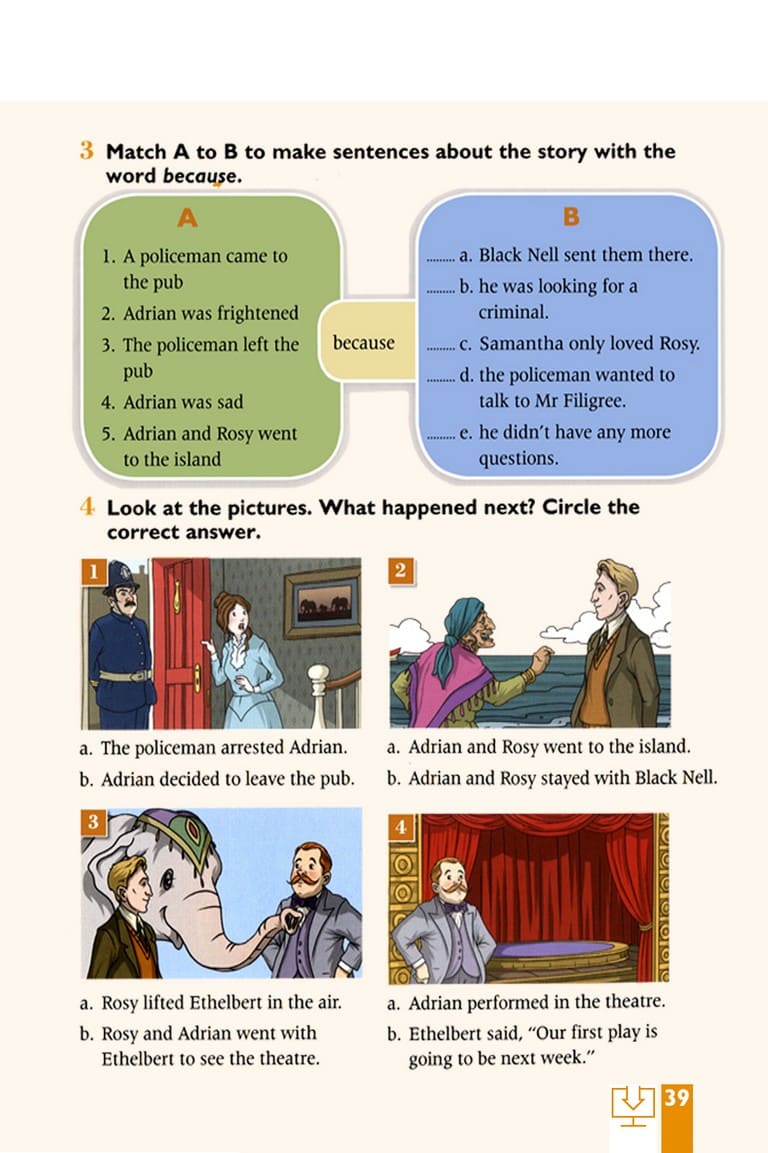 3 Match A to B to make sentences about the story with the
word because.
A
1. A policeman came to
the pub
2. Adrian was frightened
3. The policeman left the
pub
4. Adrian was sad
5. Adrian and Rosy went
to the island
because
B
......... a. Black Nell sent them there.
......... b. he was looking for a
criminal.
......... c. Samantha only loved Rosy.
......... d. the policeman wanted to
talk to Mr Filigree.
......... e. he didn't have any more
questions.
4 Look at the pictures. What happened next? Circle the
correct answer.
1
a. The policeman arrested Adrian.
b. Adrian decided to leave the pub.
2
a. Adrian and Rosy went to the island.
b. Adrian and Rosy stayed with Black Nell.
3
a. Rosy lifted Ethelbert in the air.
b. Rosy and Adrian went with
Ethelbert to see the theatre.
4
a. Adrian performed in the theatre.
b. Ethelbert said, “Our first play is
going to be next week.”
39